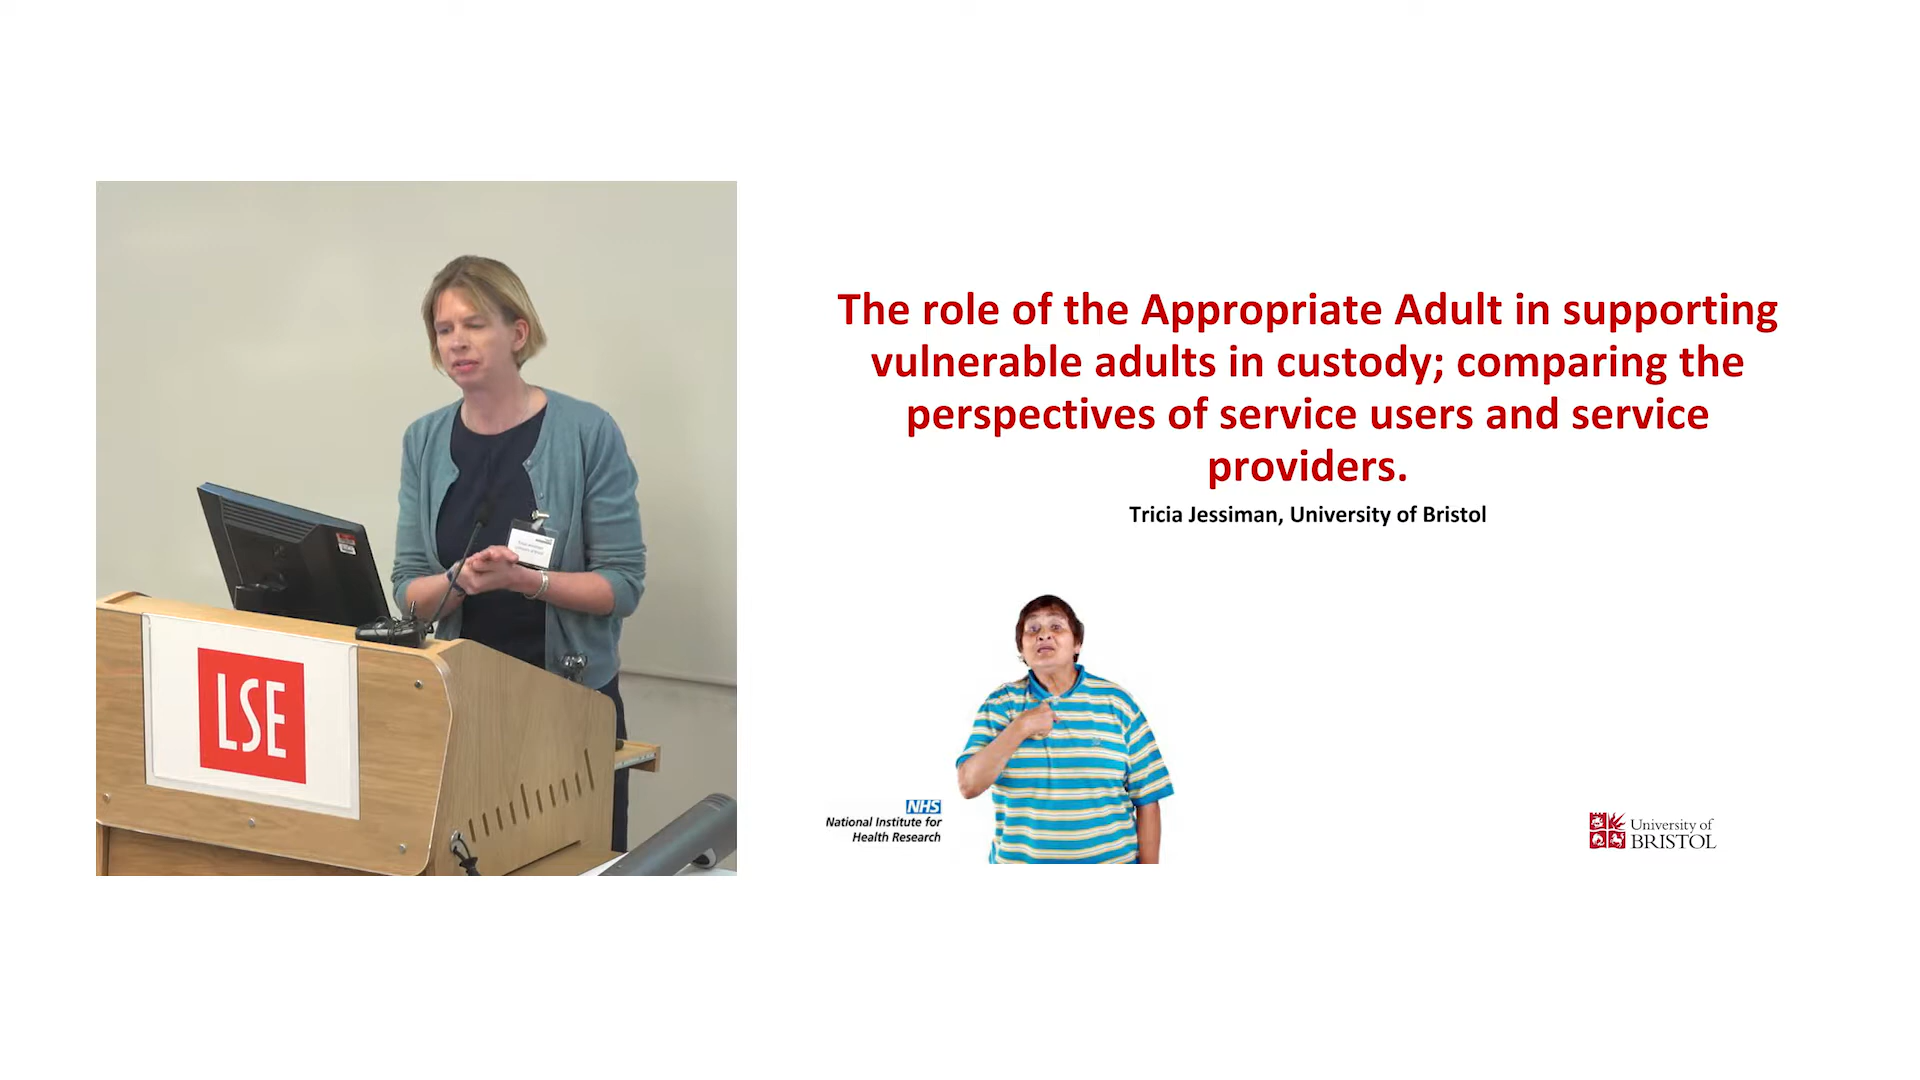 LSE
The role of the Appropriate Adult in supporting
vulnerable adults in custody; comparing the
perspectives of service users and service
providers.
Tricia Jessiman, University of Bristol
NHS
National Institute for
Health Research
University of
BRISTOL